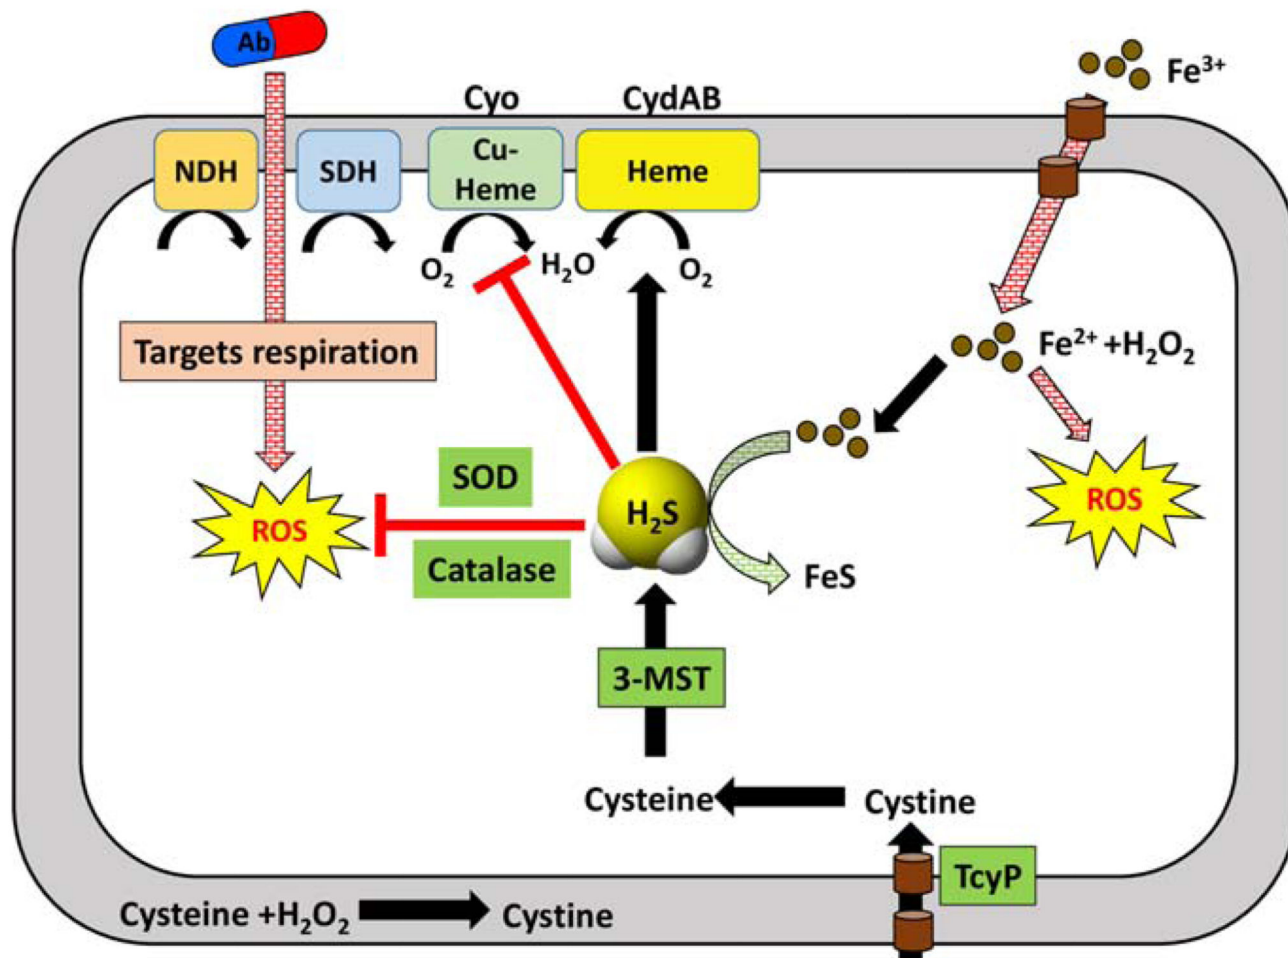 Ab
Fe³⁺
Cyo
CydAB
NDH
SDH
Cu-
Heme
Heme
O₂
H₂O
O₂
Targets respiration
Fe²⁺ +H₂O₂
SOD
ROS
H₂S
ROS
Catalase
FeS
3-MST
Cysteine
Cystine
TcyP
Cysteine +H₂O₂
Cystine